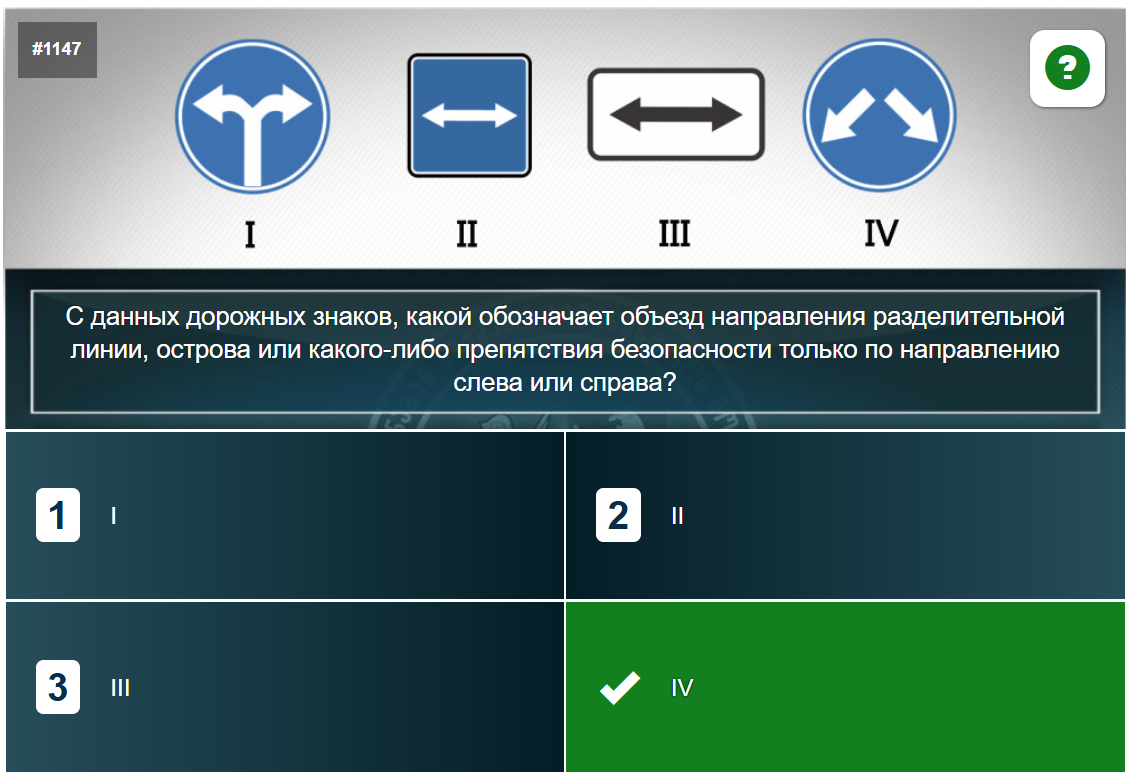 #1147
?
I
II
III
IV
С данных дорожных знаков, какой обозначает объезд направления разделительной
линии, острова или какого-либо препятствия безопасности только по направлению
слева или справа?
1 I
2 II
3 III
IV